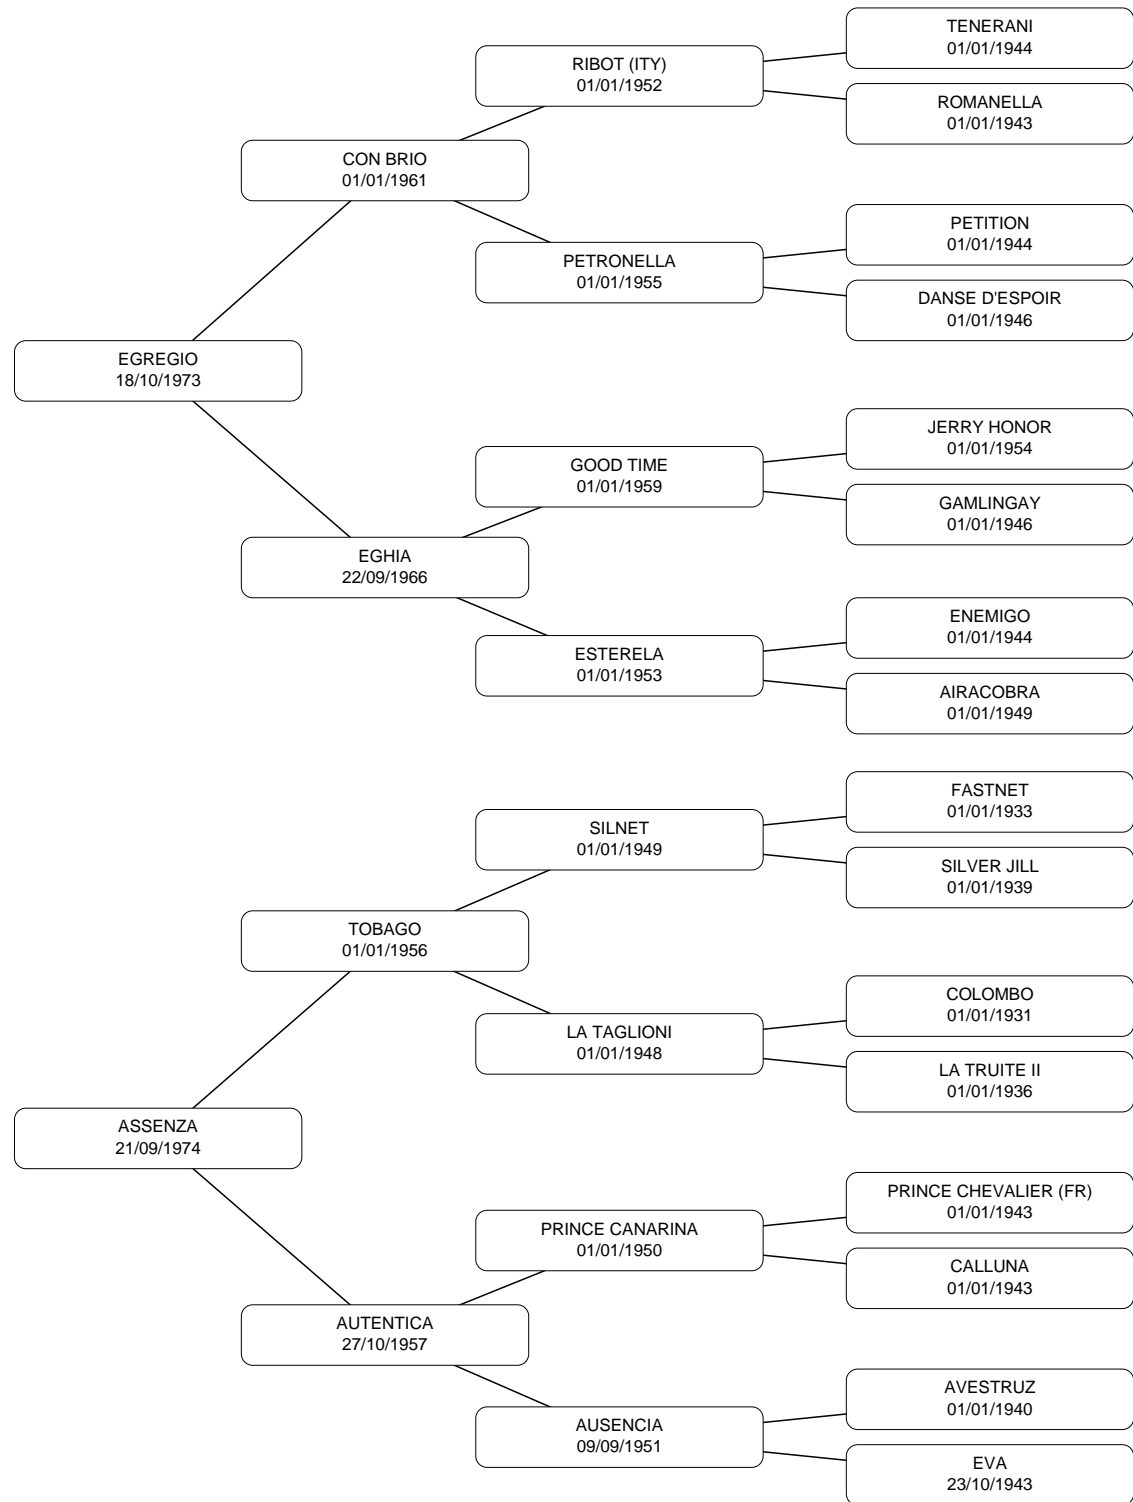 TENERANI
01/01/1944
RIBOT (ITY)
01/01/1952
ROMANELLA
01/01/1943
CON BRIO
01/01/1961
PETITION
01/01/1944
PETRONELLA
01/01/1955
DANSE D'ESPOIR
01/01/1946
EGREGIO
18/10/1973
JERRY HONOR
01/01/1954
GOOD TIME
01/01/1959
GAMLINGAY
01/01/1946
EGHIA
22/09/1966
ENEMIGO
01/01/1944
ESTERELA
01/01/1953
AIRACOBRA
01/01/1949
FASTNET
01/01/1933
SILNET
01/01/1949
SILVER JILL
01/01/1939
TOBAGO
01/01/1956
COLOMBO
01/01/1931
LA TAGLIONI
01/01/1948
LA TRUITE II
01/01/1936
ASSENZA
21/09/1974
PRINCE CHEVALIER (FR)
01/01/1943
PRINCE CANARINA
01/01/1950
CALLUNA
01/01/1943
AUTENTICA
27/10/1957
AVESTRUZ
01/01/1940
AUSENCIA
09/09/1951
EVA
23/10/1943